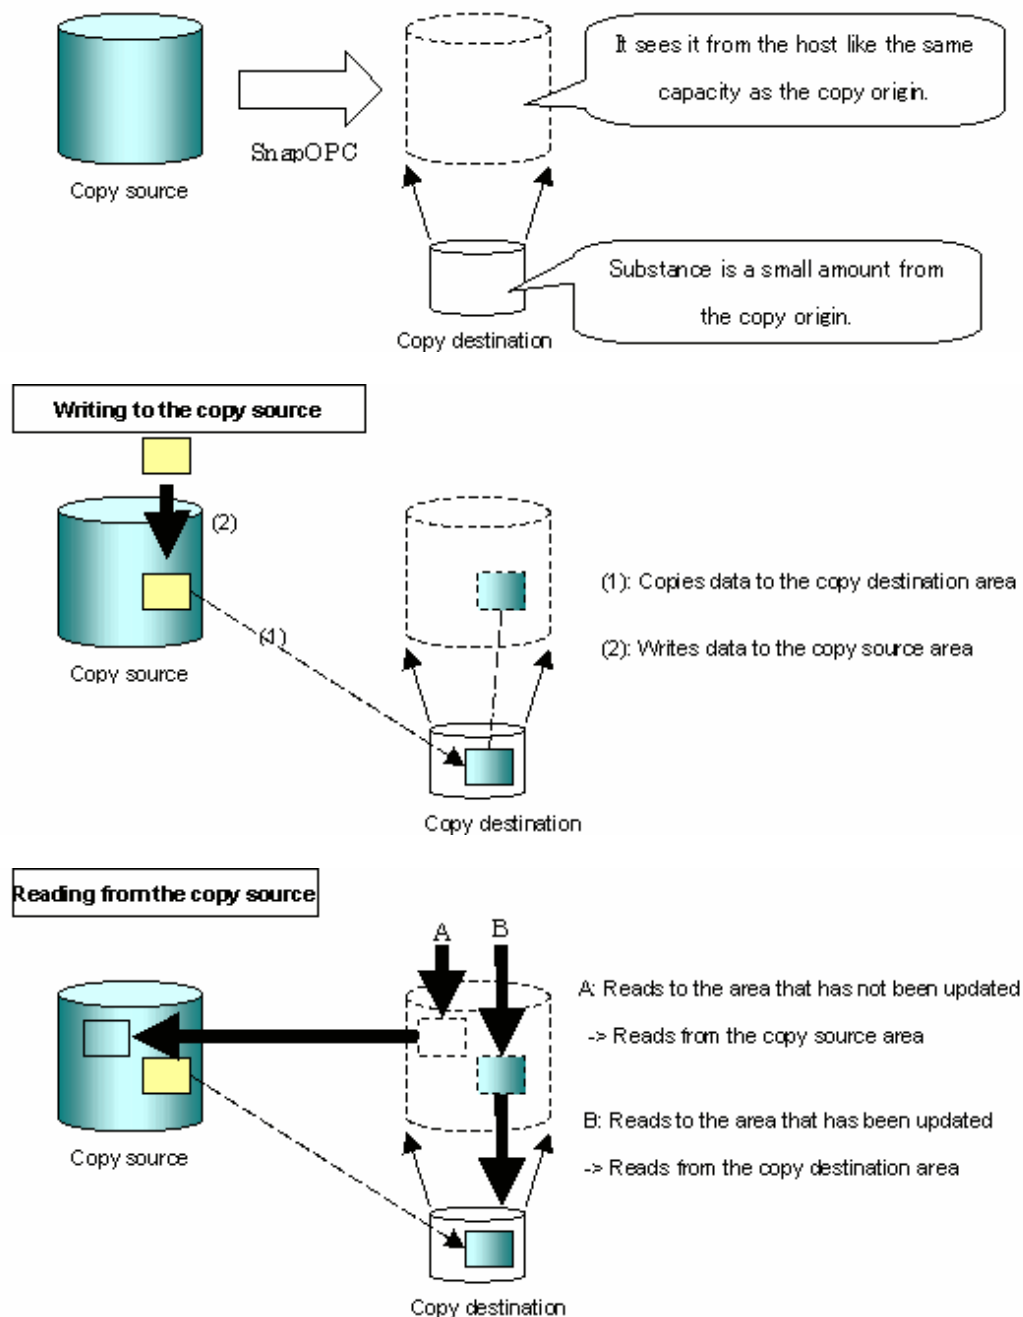 It sees it from the host like the same
capacity as the copy origin.
SnapOPC
Copy source
Substance is a small amount from
the copy origin.
Copy destination
Writing to the copy source
(2)
(1): Copies data to the copy destination area
(1)
(2): Writes data to the copy source area
Copy source
Copy destination
Reading from the copy source
A
B
A: Reads to the area that has not been updated
-> Reads from the copy source area
B: Reads to the area that has been updated
Copy source
-> Reads from the copy destination area
Copy destination